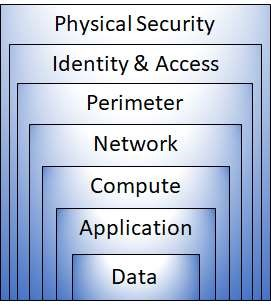 Physical Security
Identity & Access
Perimeter
Network
Compute
Application
Data